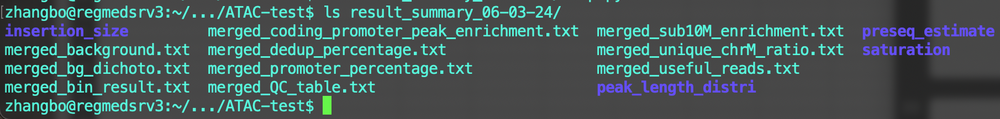 zhangbo@regmedsrv3:~/.../ATAC-test$ ls result_summary_06-03-24/
insertion_size merged_coding_promoter_peak_enrichment.txt merged_sub10M_enrichment.txt preseq_estimate
merged_background.txt merged_dedup_percentage.txt merged_unique_chrM_ratio.txt saturation
merged_bg_dichoto.txt merged_promoter_percentage.txt merged_useful_reads.txt
merged_bin_result.txt merged_QC_table.txt peak_length_distri
zhangbo@regmedsrv3:~/.../ATAC-test$